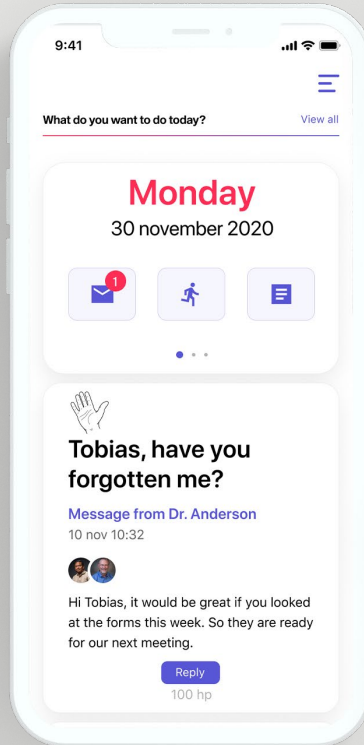 9:41
What do you want to do today? View all
Monday
30 november 2020
1
Tobias, have you
forgotten me?
Message from Dr. Anderson
10 nov 10:32
Hi Tobias, it would be great if you looked
at the forms this week. So they are ready
for our next meeting.
Reply
100 hp